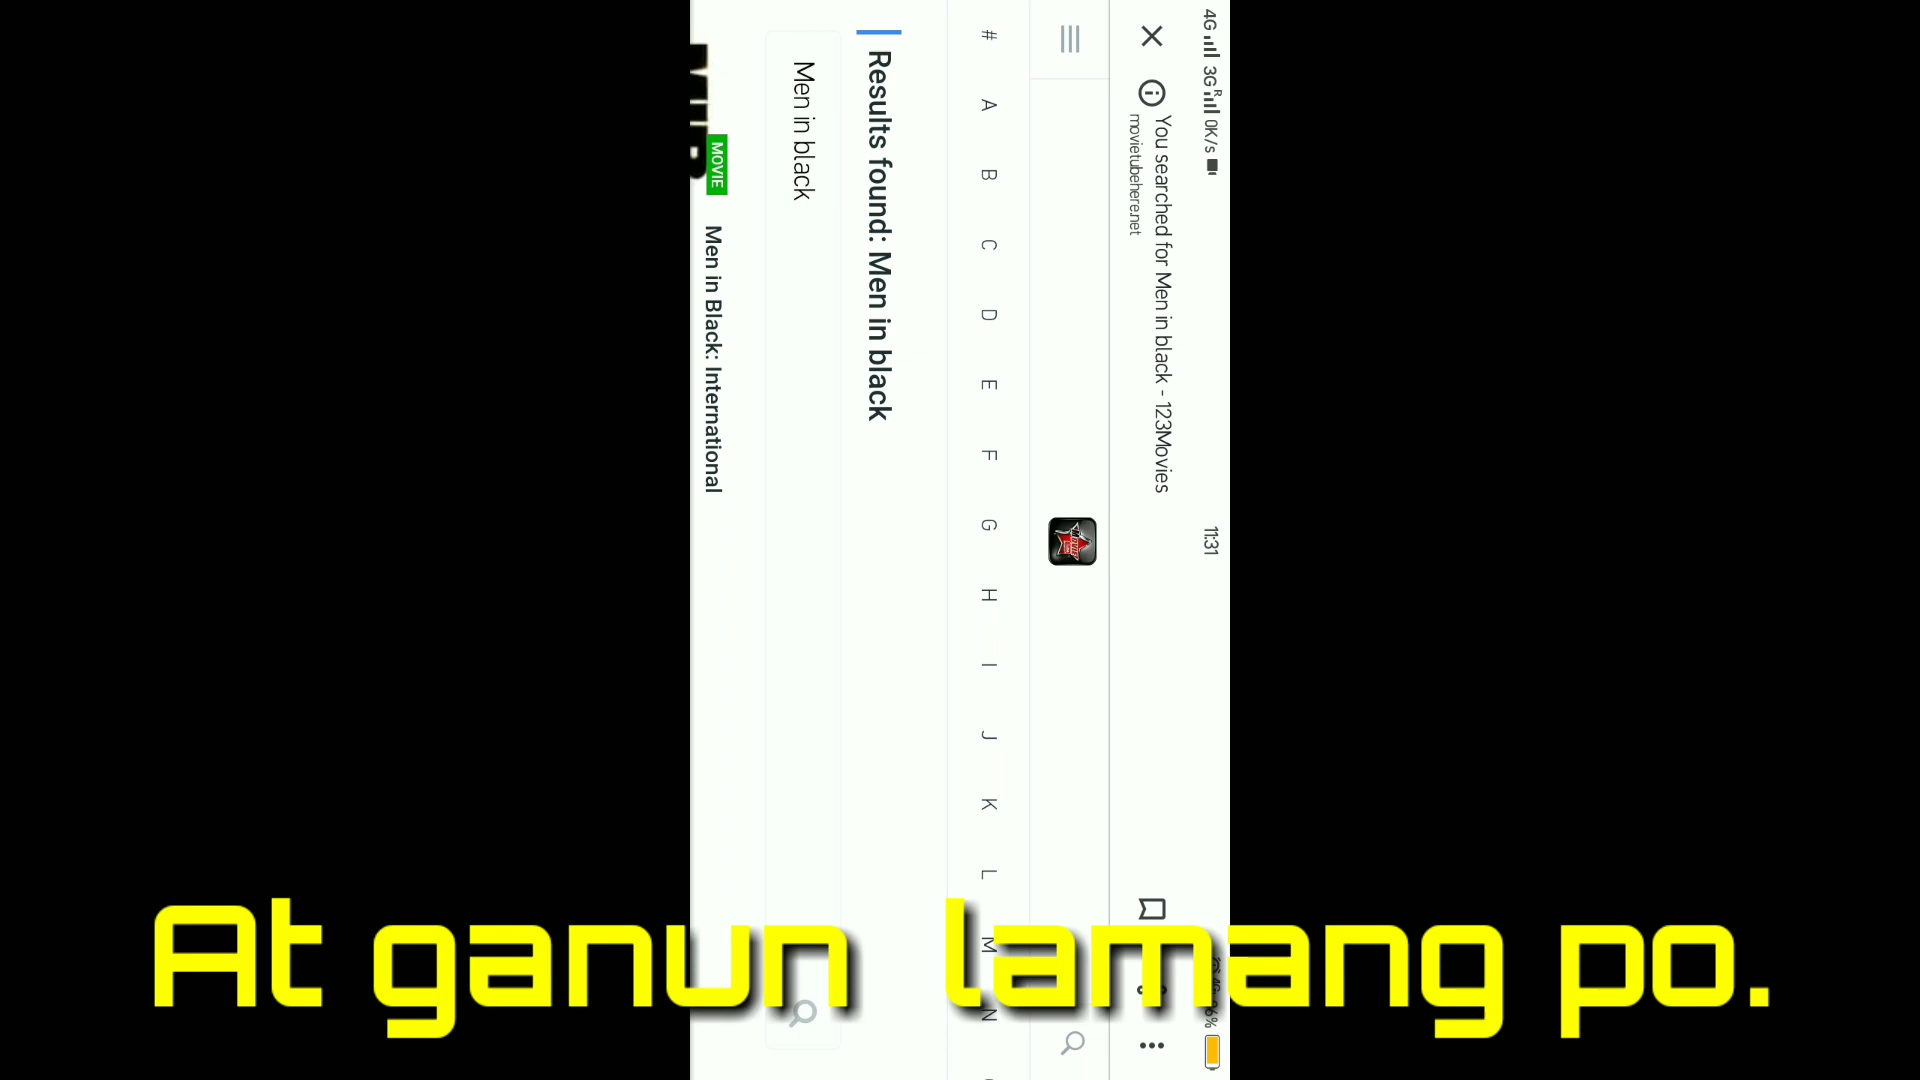 4G 3G R 0K/s 11:31
You searched for Men in black - 123Movies
movietubehere.net
# A B C D E F G H I J K L M N
Results found: Men in black
Men in black
MOVIE
Men in Black: International
At ganun lamang po.